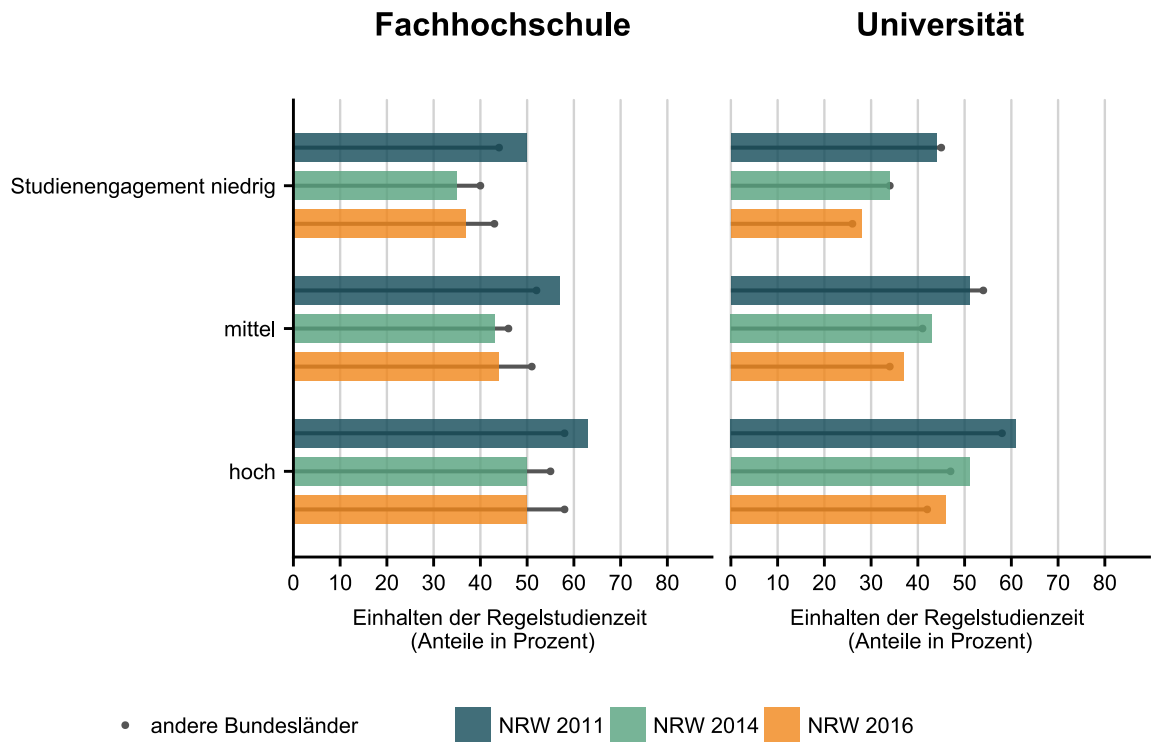 Fachhochschule
Universität
Studienengagement niedrig
mittel
hoch
0 10 20 30 40 50 60 70 80
0 10 20 30 40 50 60 70 80
Einhalten der Regelstudienzeit
(Anteile in Prozent)
Einhalten der Regelstudienzeit
(Anteile in Prozent)
andere Bundesländer
NRW 2011
NRW 2014
NRW 2016